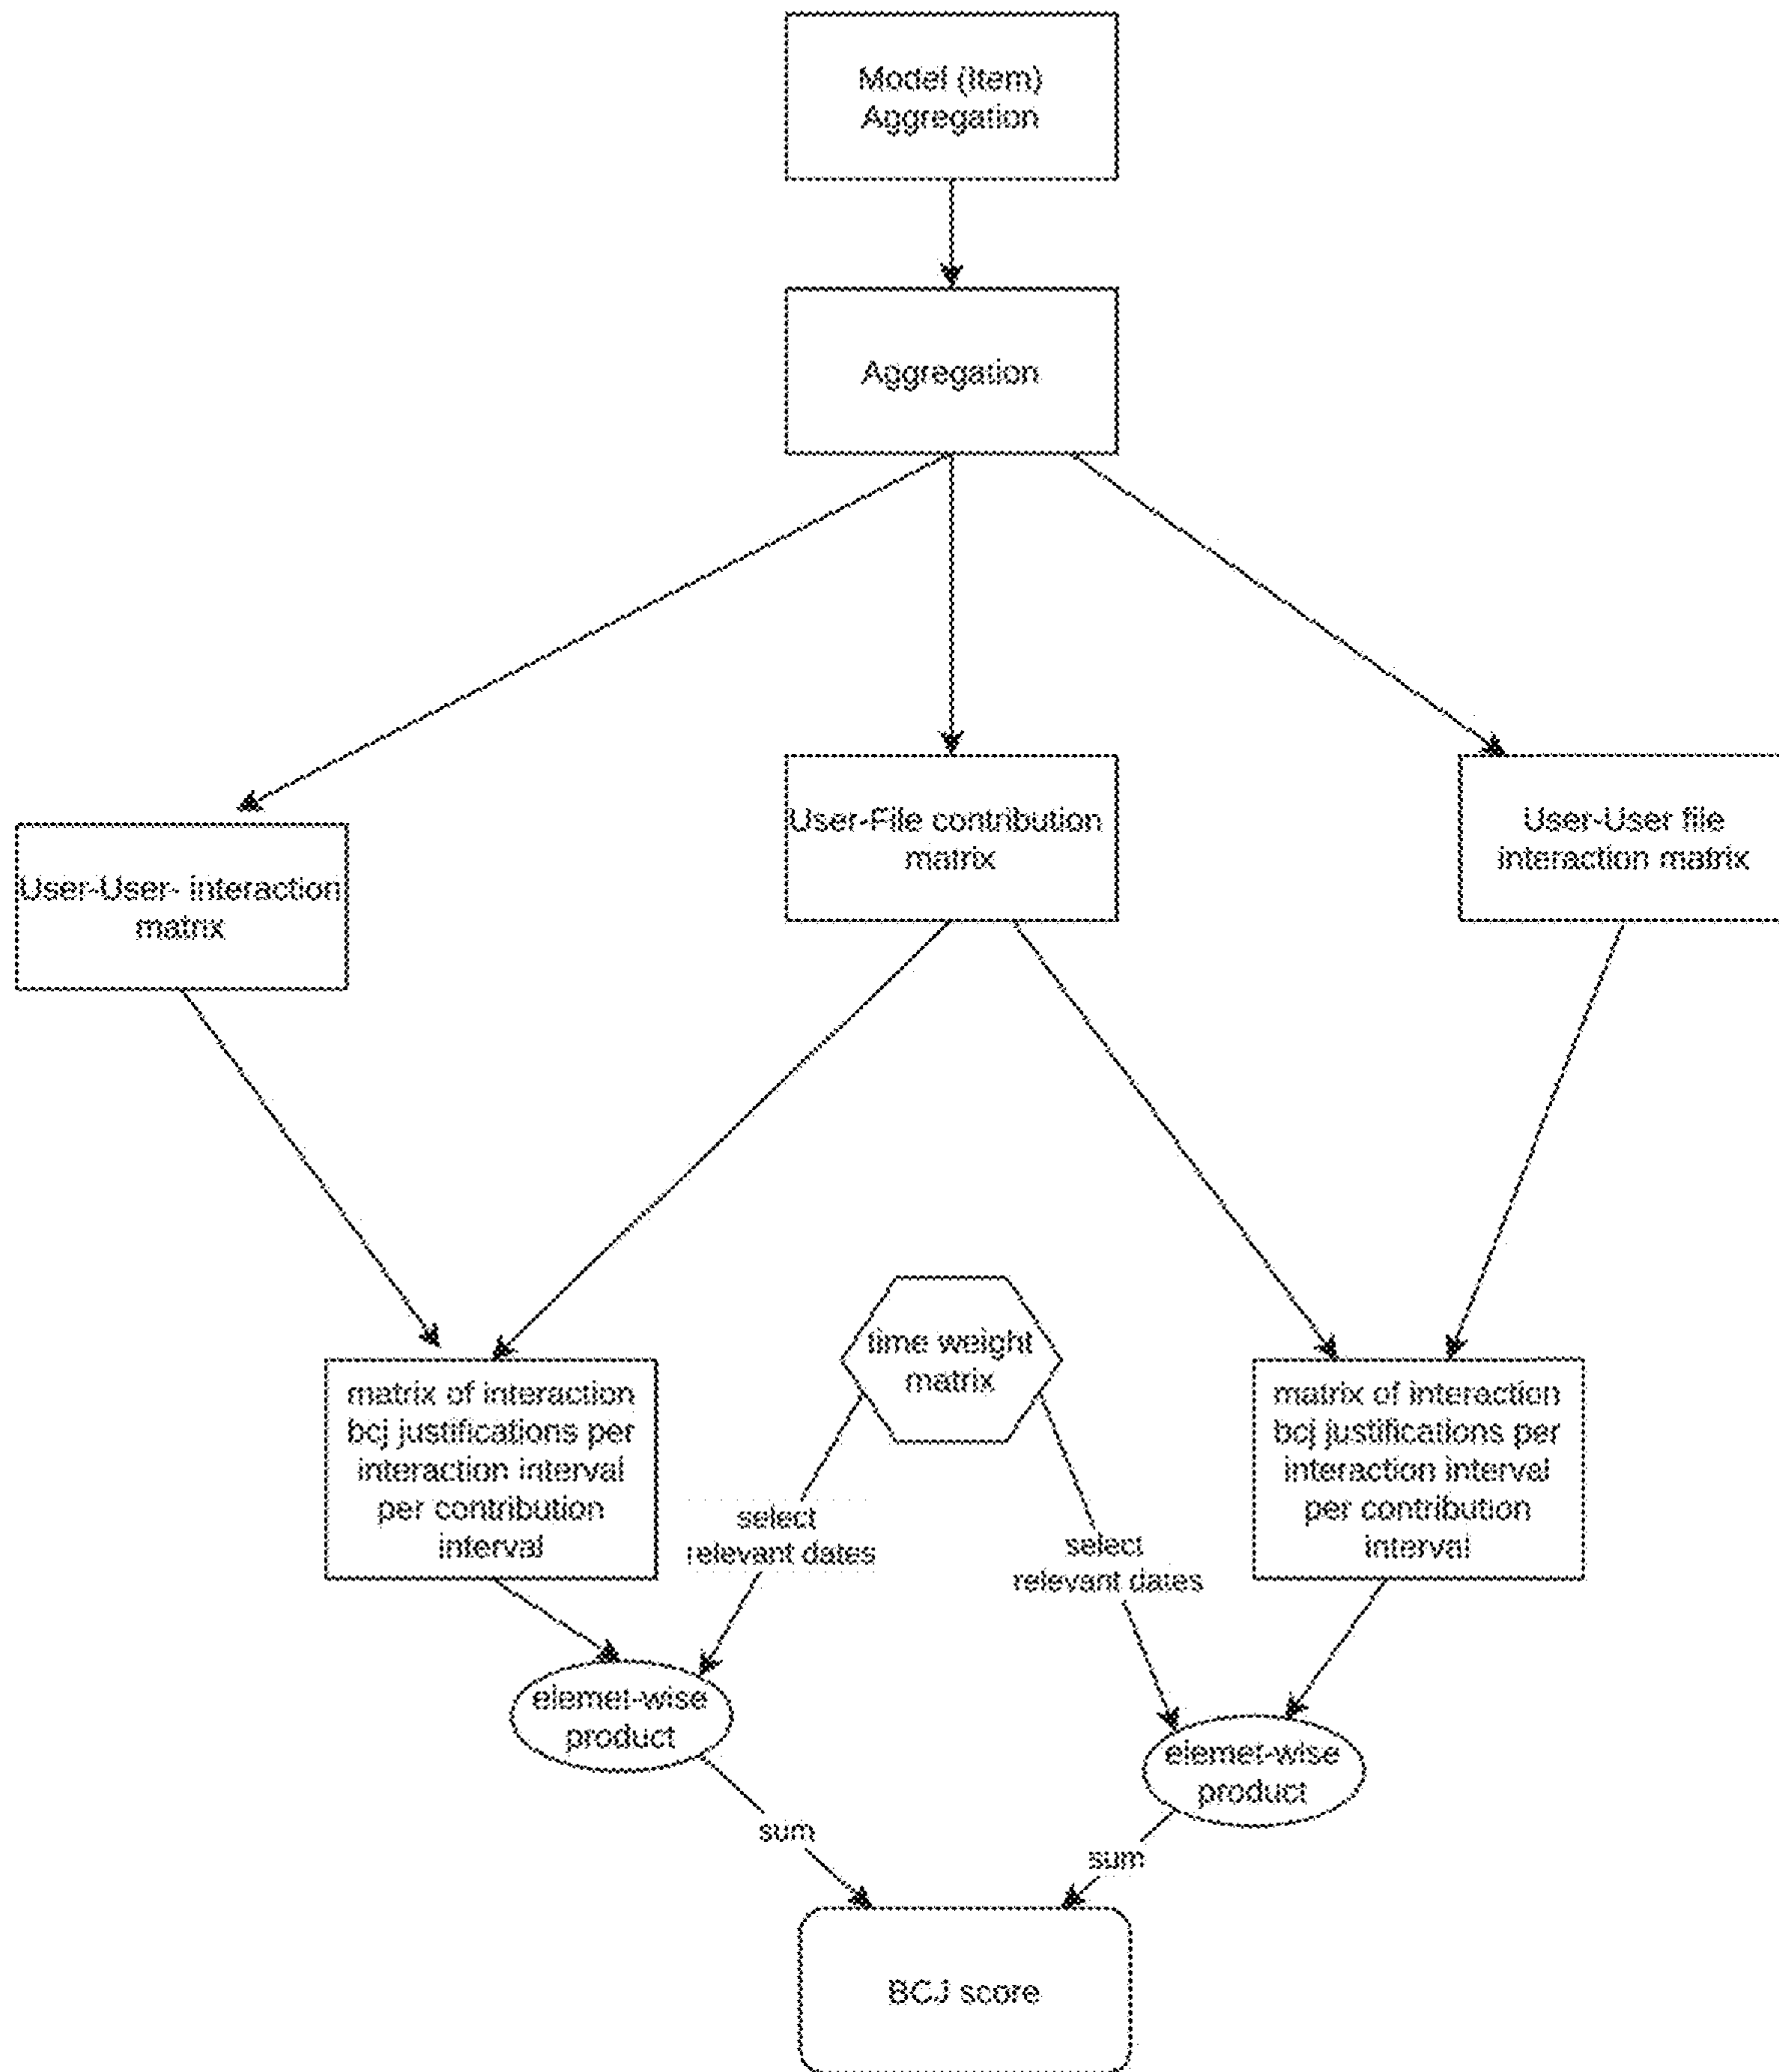 Model (Item)
Aggregation
Aggregation
User-User- interaction
matrix
User-File contribution
matrix
User-User file
interaction matrix
time weight
matrix
matrix of interaction
bcj justifications per
interaction interval
per contribution
interval
matrix of interaction
bcj justifications per
interaction interval
per contribution
interval
select
relevant dates
select
relevant dates
elemet-wise
product
elemet-wise
product
sum
sum
BCJ score